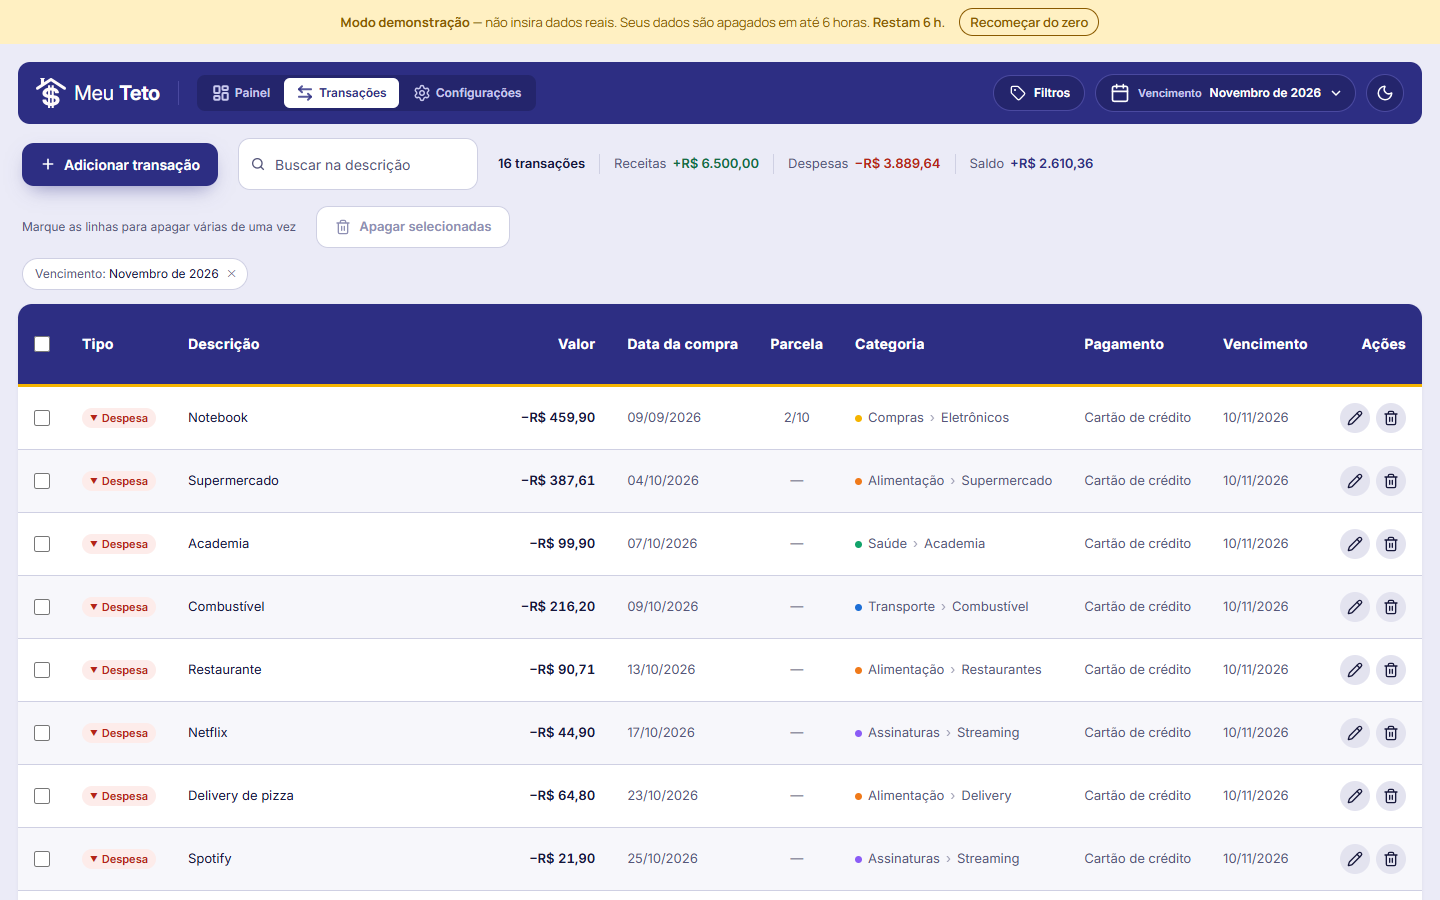 Modo demonstração — não insira dados reais. Seus dados são apagados em até 6 horas. Restam 6 h. Recomeçar do zero
Meu Teto Painel Transações Configurações Filtros Vencimento Novembro de 2026
+ Adicionar transação Buscar na descrição 16 transações Receitas +R$ 6.500,00 Despesas −R$ 3.889,64 Saldo +R$ 2.610,36
Marque as linhas para apagar várias de uma vez Apagar selecionadas
Vencimento: Novembro de 2026 ×
Tipo Descrição Valor Data da compra Parcela Categoria Pagamento Vencimento Ações
▼ Despesa Notebook −R$ 459,90 09/09/2026 2/10 Compras › Eletrônicos Cartão de crédito 10/11/2026
▼ Despesa Supermercado −R$ 387,61 04/10/2026 — Alimentação › Supermercado Cartão de crédito 10/11/2026
▼ Despesa Academia −R$ 99,90 07/10/2026 — Saúde › Academia Cartão de crédito 10/11/2026
▼ Despesa Combustível −R$ 216,20 09/10/2026 — Transporte › Combustível Cartão de crédito 10/11/2026
▼ Despesa Restaurante −R$ 90,71 13/10/2026 — Alimentação › Restaurantes Cartão de crédito 10/11/2026
▼ Despesa Netflix −R$ 44,90 17/10/2026 — Assinaturas › Streaming Cartão de crédito 10/11/2026
▼ Despesa Delivery de pizza −R$ 64,80 23/10/2026 — Alimentação › Delivery Cartão de crédito 10/11/2026
▼ Despesa Spotify −R$ 21,90 25/10/2026 — Assinaturas › Streaming Cartão de crédito 10/11/2026